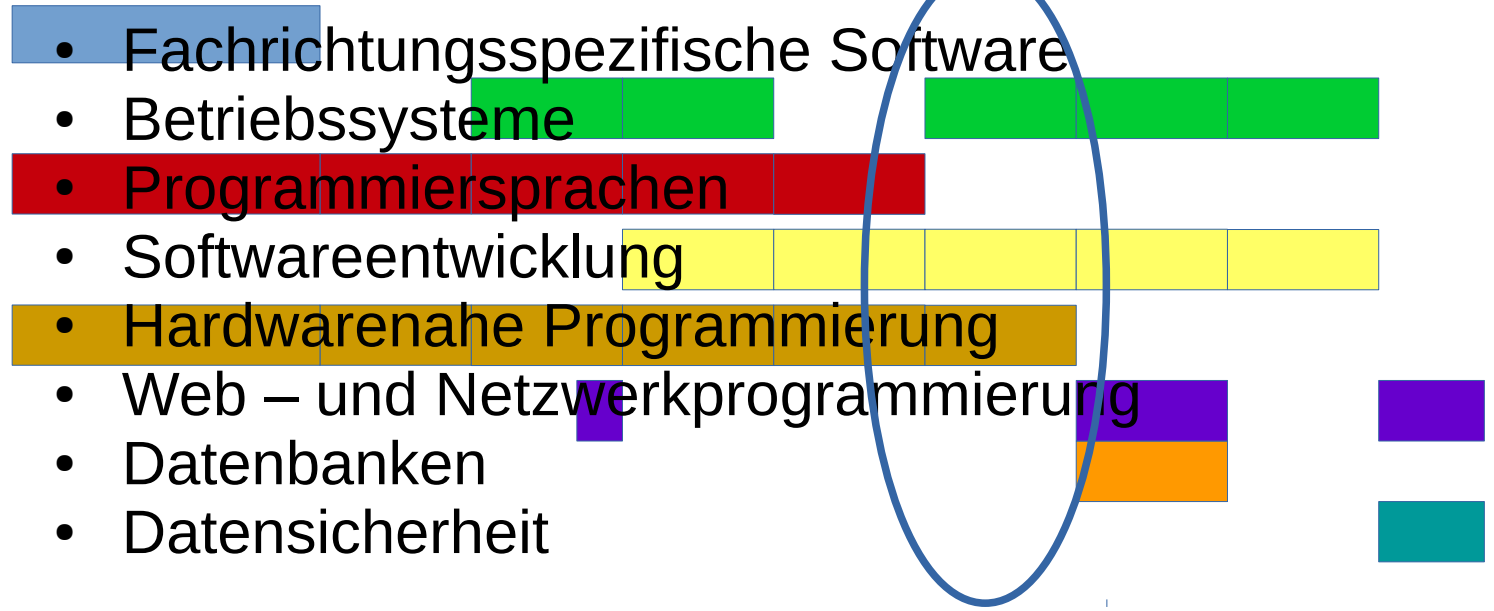 • Fachrichtungsspezifische Software
• Betriebssysteme
• Programmiersprachen
• Softwareentwicklung
• Hardwarenahe Programmierung
• Web – und Netzwerkprogrammierung
• Datenbanken
• Datensicherheit